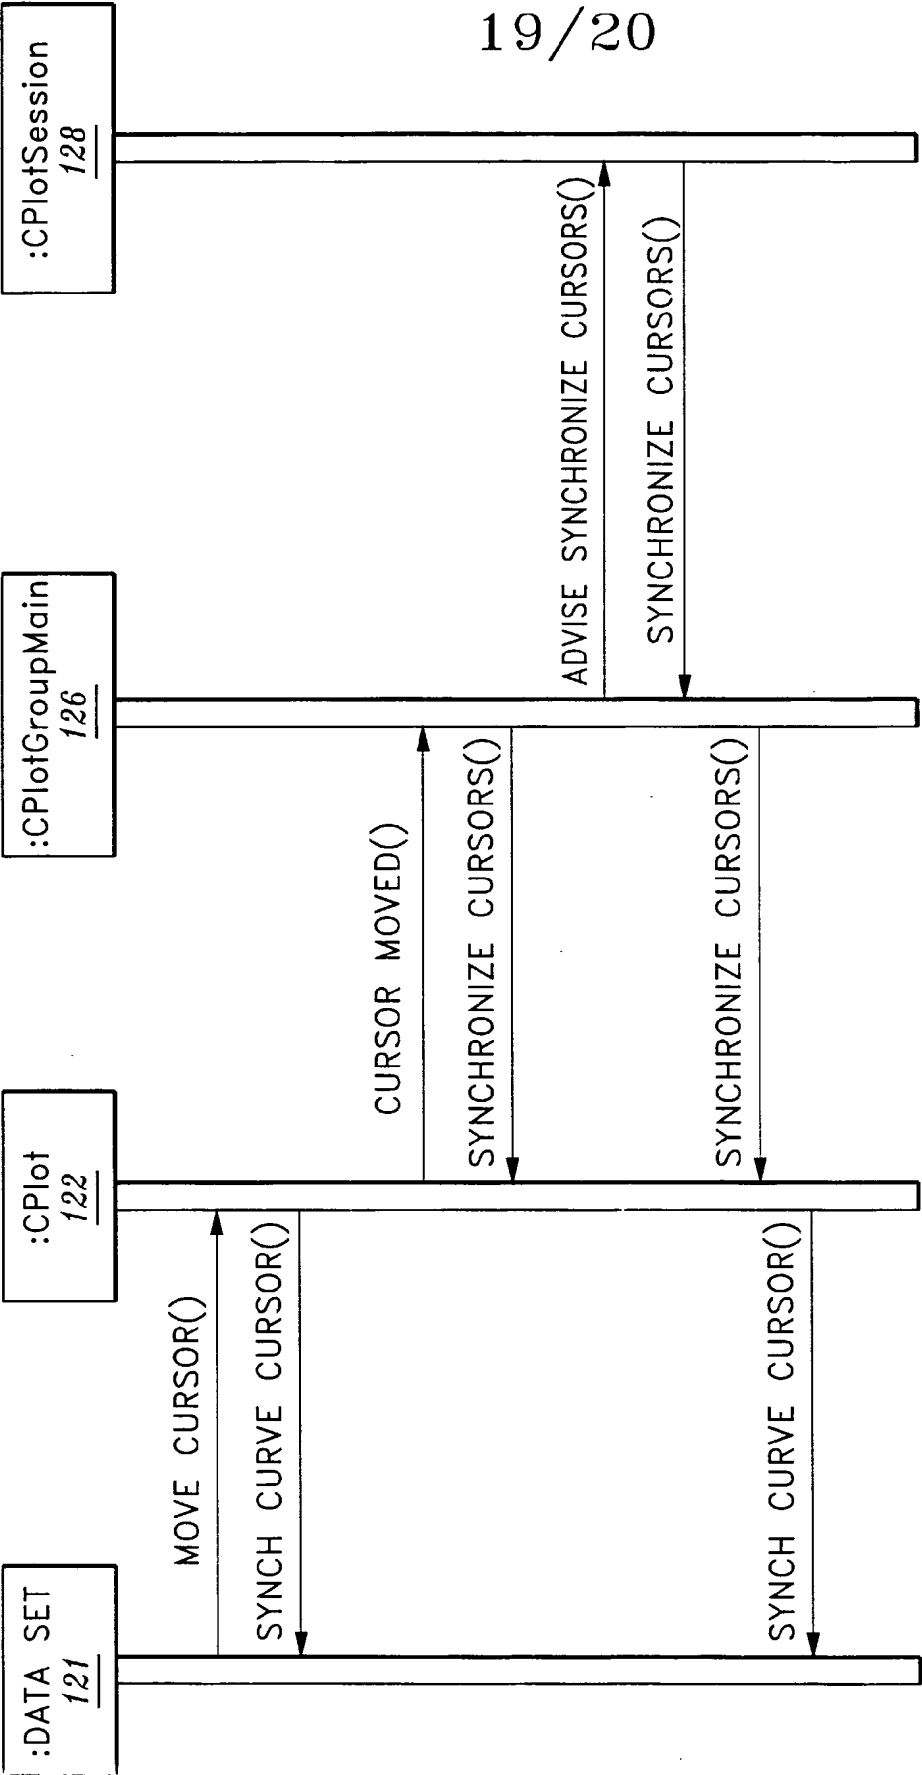 19/20
:DATA SET
121
:CPlot
122
:CPlotGroupMain
126
:CPlotSession
128
MOVE CURSOR()
SYNCH CURVE CURSOR()
CURSOR MOVED()
SYNCHRONIZE CURSORS()
ADVISE SYNCHRONIZE CURSORS()
SYNCHRONIZE CURSORS()
SYNCHRONIZE CURSORS()
SYNCH CURVE CURSOR()